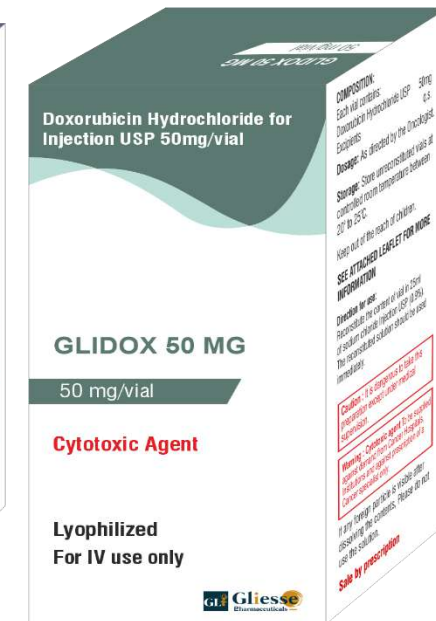 50 mg/vial
GLIDOX 50 MG
Doxorubicin Hydrochloride for
Injection USP 50mg/vial
GLIDOX 50 MG
50 mg/vial
Cytotoxic Agent
Lyophilized
For IV use only
Gliesse
Pharmaceuticals
COMPOSITION:
Each vial contains:
Doxorubicin Hydrochloride USP 50mg
Excipients q.s.
Dosage: As directed by the Oncologist.
Storage: Store unreconstituted vials at
controlled room temperature between
20° to 25°C.
Keep out of the reach of children.
SEE ATTACHED LEAFLET FOR MORE
INFORMATION
Direction for use:
Reconstitute the content of vial in 25ml
of sodium chloride Injection USP (0.9%).
The reconstituted solution should be used
immediately.
Caution : It is dangerous to take this
preparation except under medical
supervision.
Warning : Cytotoxic agent To be supplied
against demand from Cancer Hospitals,
Institutions and against prescription of a
Cancer specialist only.
If any foreign particle is visible after
dissolving the contents, Please do not
use the solution.
Sale by prescription